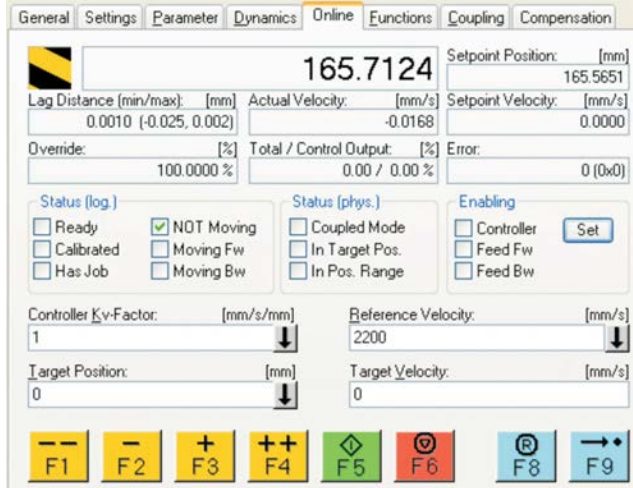 General Settings Parameter Dynamics Online Functions Coupling Compensation
165.7124
Setpoint Position: [mm]
165.5651
Lag Distance (min/max): [mm] Actual Velocity: [mm/s] Setpoint Velocity: [mm/s]
0.0010 (-0.025, 0.002) -0.0168 0.0000
Override: [%] Total / Control Output: [%] Error:
100.0000 % 0.00 / 0.00 % 0 (0x0)
Status (log.) Status (phys.) Enabling
Ready NOT Moving Coupled Mode Controller Set
Calibrated Moving Fw In Target Pos. Feed Fw
Has Job Moving Bw In Pos. Range Feed Bw
Controller Kv-Factor: [mm/s/mm] Reference Velocity: [mm/s]
1 2200
Target Position: [mm] Target Velocity: [mm/s]
0 0
-- - + ++ R
F1 F2 F3 F4 F5 F6 F8 F9